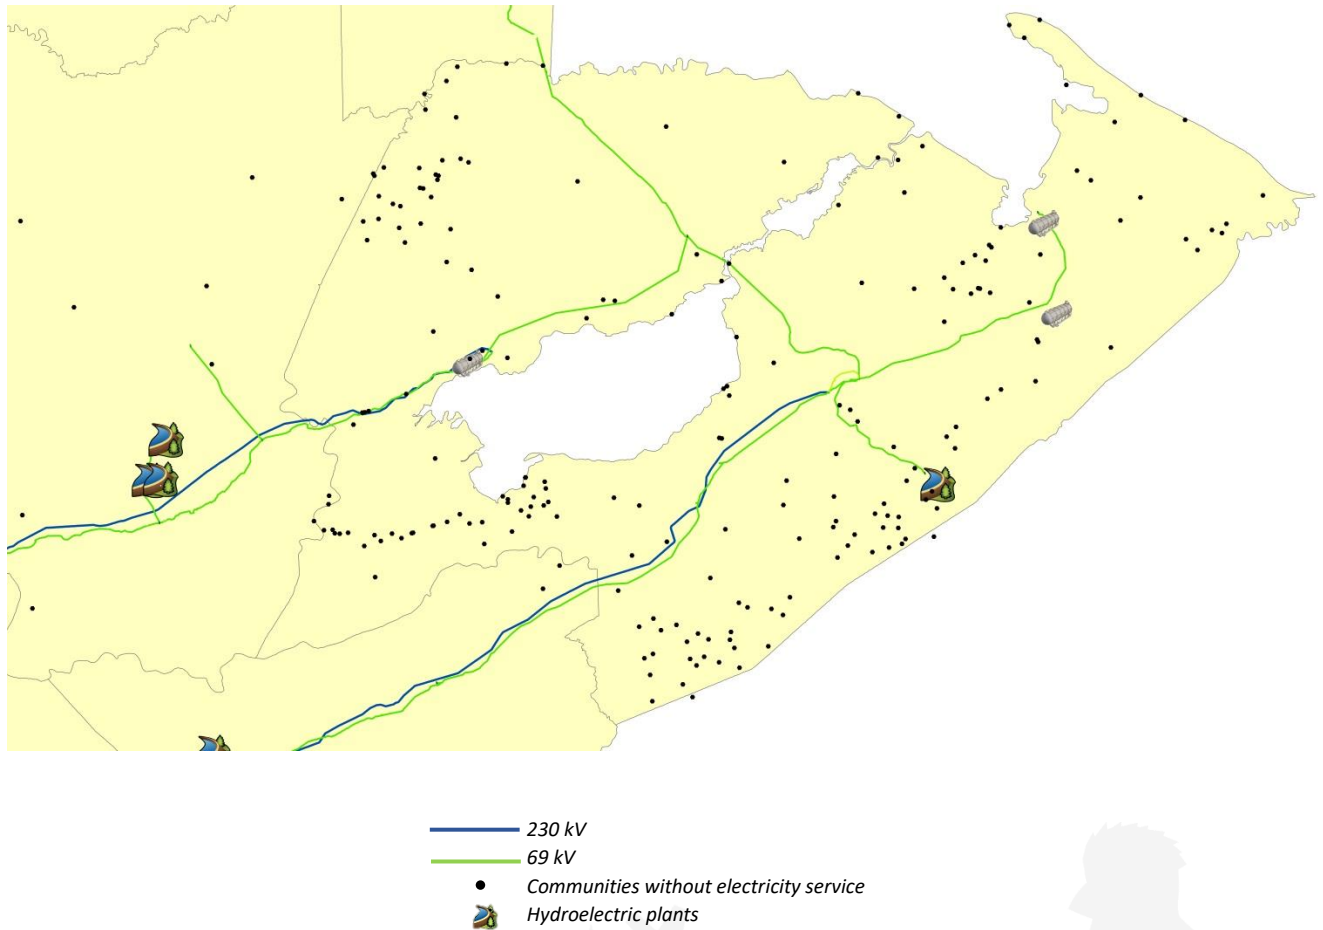 230 kV
69 kV
Communities without electricity service
Hydroelectric plants